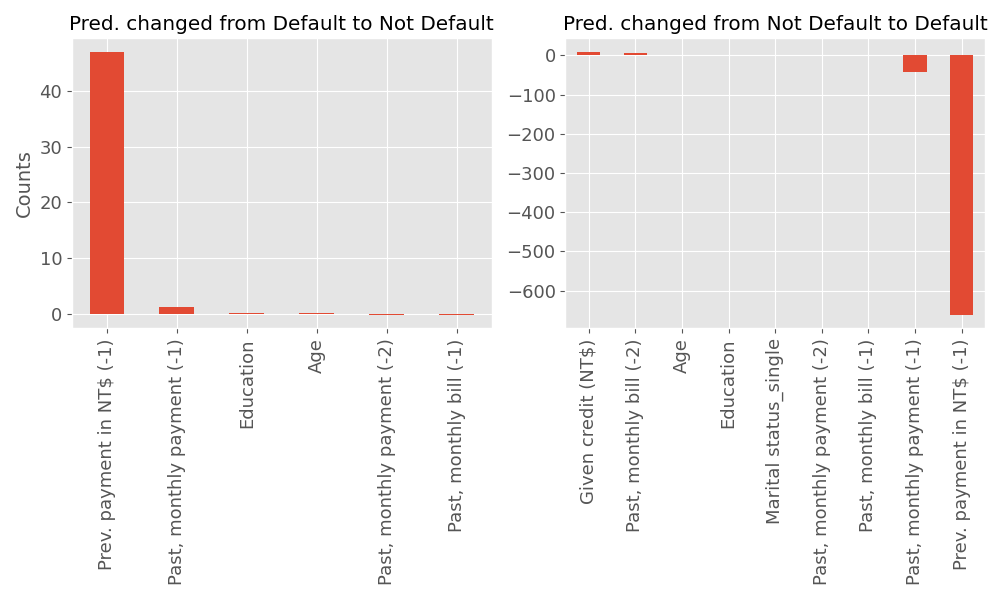 Pred. changed from Default to Not Default
Counts
40
30
20
10
0
Prev. payment in NT$ (-1)
Past, monthly payment (-1)
Education
Age
Past, monthly payment (-2)
Past, monthly bill (-1)
Pred. changed from Not Default to Default
0
−100
−200
−300
−400
−500
−600
Given credit (NT$)
Past, monthly bill (-2)
Age
Education
Marital status_single
Past, monthly payment (-2)
Past, monthly bill (-1)
Past, monthly payment (-1)
Prev. payment in NT$ (-1)